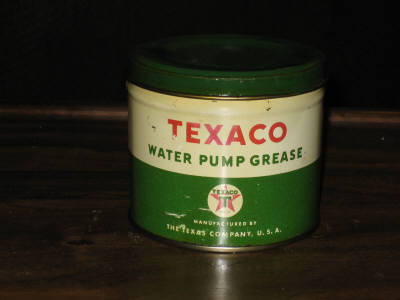 TEXACO
WATER PUMP GREASE
TEXACO
T
MANUFACTURED BY
THE TEXAS COMPANY, U. S. A.